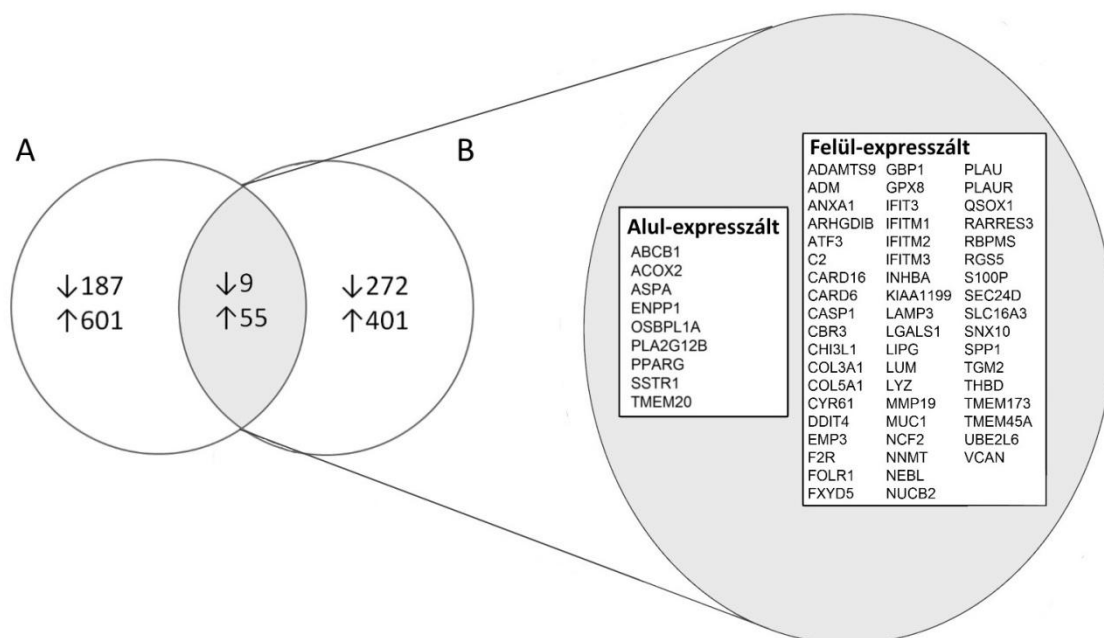 A
B
↓187
↑601
↓9
↑55
↓272
↑401
Alul-expresszált
ABCB1
ACOX2
ASPA
ENPP1
OSBPL1A
PLA2G12B
PPARG
SSTR1
TMEM20
Felül-expresszált
ADAMTS9 GBP1 PLAU
ADM GPX8 PLAUR
ANXA1 IFIT3 QSOX1
ARHGDIB IFITM1 RARRES3
ATF3 IFITM2 RBPMS
C2 IFITM3 RGS5
CARD16 INHBA S100P
CARD6 KIAA1199 SEC24D
CASP1 LAMP3 SLC16A3
CBR3 LGALS1 SNX10
CHI3L1 LIPG SPP1
COL3A1 LUM TGM2
COL5A1 LYZ THBD
CYR61 MMP19 TMEM173
DDIT4 MUC1 TMEM45A
EMP3 NCF2 UBE2L6
F2R NNMT VCAN
FOLR1 NEBL
FXYD5 NUCB2